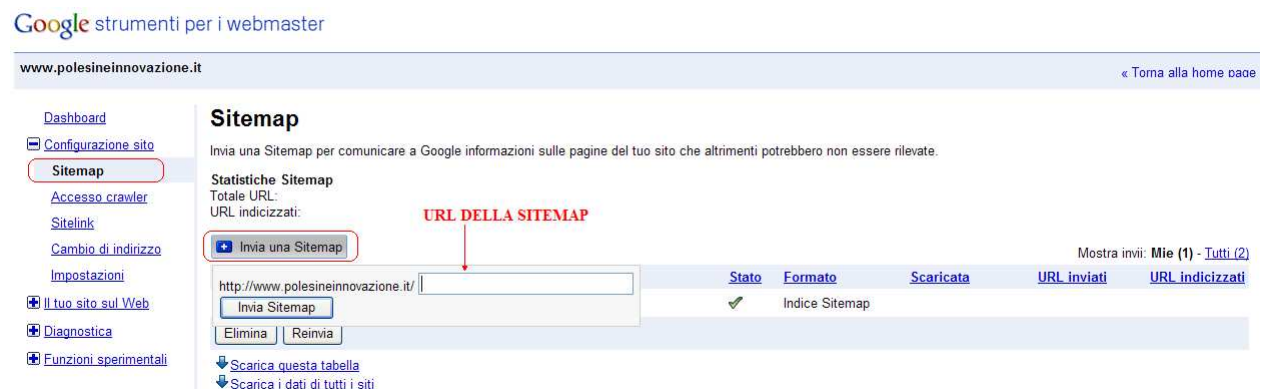 Google strumenti per i webmaster
www.polesineinnovazione.it
« Torna alla home page
Dashboard
Configurazione sito
Sitemap
Accesso crawler
Sitelink
Cambio di indirizzo
Impostazioni
Il tuo sito sul Web
Diagnostica
Funzioni sperimentali
Sitemap
Invia una Sitemap per comunicare a Google informazioni sulle pagine del tuo sito che altrimenti potrebbero non essere rilevate.
Statistiche Sitemap
Totale URL:
URL indicizzati:
URL DELLA SITEMAP
Invia una Sitemap
Mostra invii: Mie (1) - Tutti (2)
http://www.polesineinnovazione.it/
Invia Sitemap
Stato Formato Scaricata URL inviati URL indicizzati
Indice Sitemap
Elimina Reinvia
Scarica questa tabella
Scarica i dati di tutti i siti